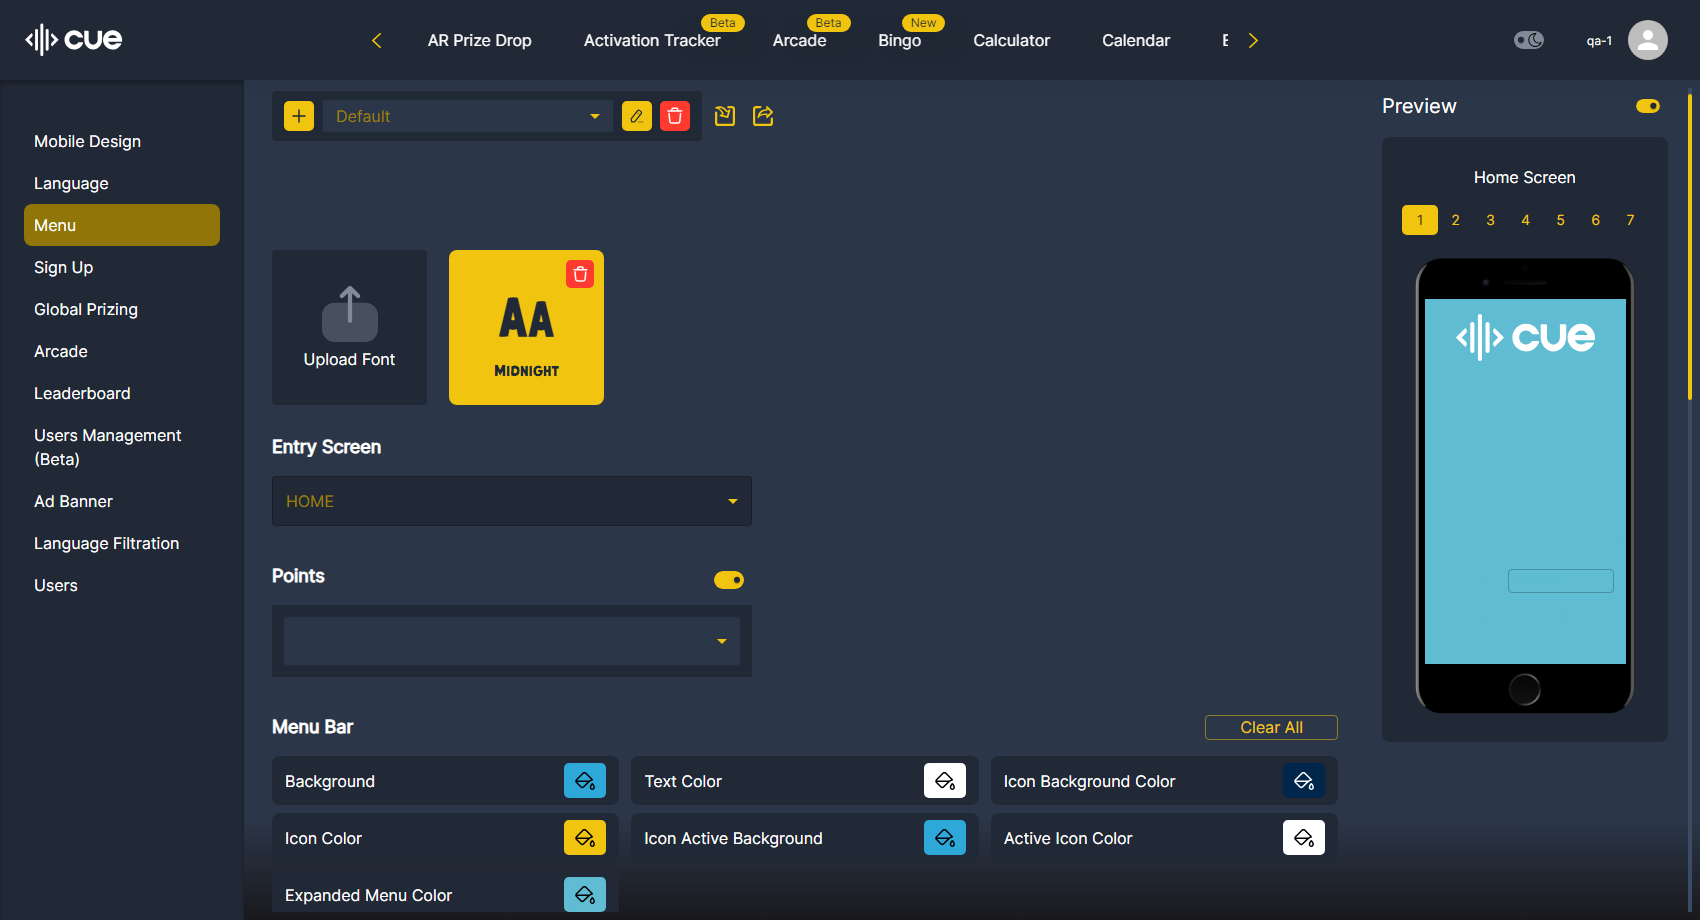 cue
AR Prize Drop
Activation Tracker
Beta
Arcade
Beta
Bingo
New
Calculator
Calendar
qa-1
Mobile Design
Language
Menu
Sign Up
Global Prizing
Arcade
Leaderboard
Users Management
(Beta)
Ad Banner
Language Filtration
Users
Default
Upload Font
AA
MIDNIGHT
Entry Screen
HOME
Points
Menu Bar
Clear All
Background
Text Color
Icon Background Color
Icon Color
Icon Active Background
Active Icon Color
Expanded Menu Color
Preview
Home Screen
1 2 3 4 5 6 7
cue